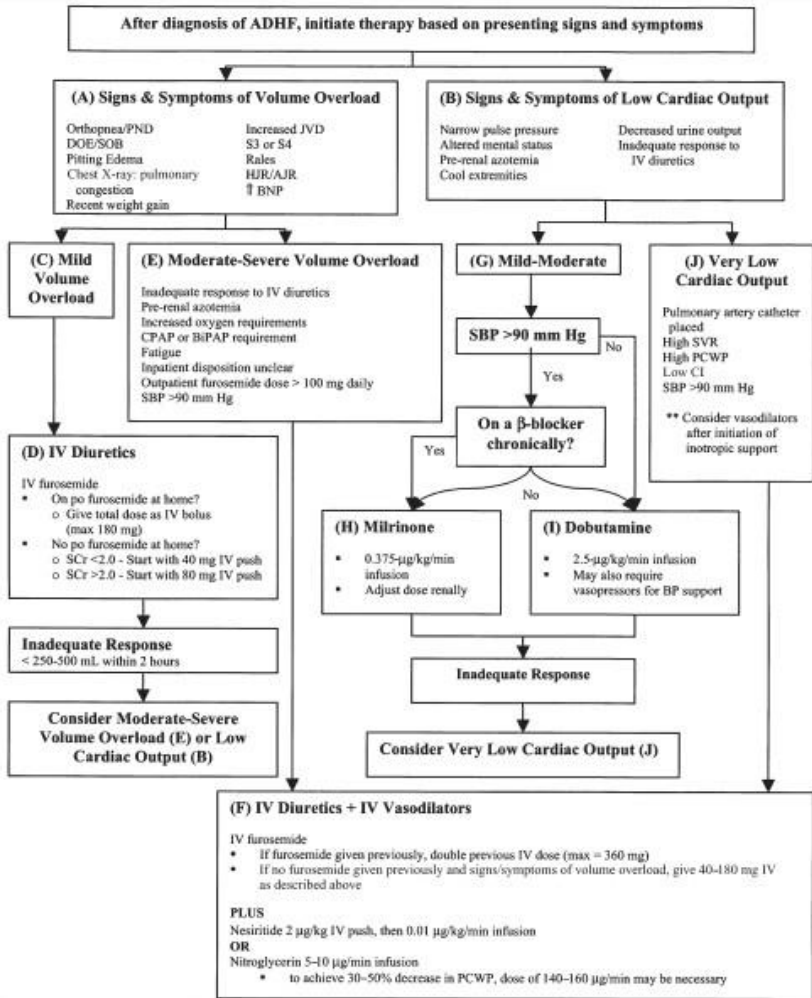 After diagnosis of ADHF, initiate therapy based on presenting signs and symptoms
(A) Signs & Symptoms of Volume Overload
Orthopnea/PND
DOE/SOB
Pitting Edema
Chest X-ray: pulmonary
congestion
Recent weight gain
Increased JVD
S3 or S4
Rales
HJR/AJR
⇑ BNP
(B) Signs & Symptoms of Low Cardiac Output
Narrow pulse pressure
Altered mental status
Pre-renal azotemia
Cool extremities
Decreased urine output
Inadequate response to
IV diuretics
(C) Mild
Volume
Overload
(E) Moderate-Severe Volume Overload
Inadequate response to IV diuretics
Pre-renal azotemia
Increased oxygen requirements
CPAP or BiPAP requirement
Fatigue
Inpatient disposition unclear
Outpatient furosemide dose > 100 mg daily
SBP >90 mm Hg
(G) Mild-Moderate
(J) Very Low
Cardiac Output
Pulmonary artery catheter
placed
High SVR
High PCWP
Low CI
SBP >90 mm Hg
** Consider vasodilators
after initiation of
inotropic support
SBP >90 mm Hg
No
Yes
On a β-blocker
chronically?
Yes
No
(D) IV Diuretics
IV furosemide
▪ On po furosemide at home?
o Give total dose as IV bolus
(max 180 mg)
▪ No po furosemide at home?
o SCr <2.0 - Start with 40 mg IV push
o SCr >2.0 - Start with 80 mg IV push
(H) Milrinone
▪ 0.375-µg/kg/min
infusion
▪ Adjust dose renally
(I) Dobutamine
▪ 2.5-µg/kg/min infusion
▪ May also require
vasopressors for BP support
Inadequate Response
< 250-500 mL within 2 hours
Inadequate Response
Consider Moderate-Severe
Volume Overload (E) or Low
Cardiac Output (B)
Consider Very Low Cardiac Output (J)
(F) IV Diuretics + IV Vasodilators
IV furosemide
▪ If furosemide given previously, double previous IV dose (max = 360 mg)
▪ If no furosemide given previously and signs/symptoms of volume overload, give 40-180 mg IV
as described above
PLUS
Nesiritide 2 µg/kg IV push, then 0.01 µg/kg/min infusion
OR
Nitroglycerin 5–10 µg/min infusion
▪ to achieve 30–50% decrease in PCWP, dose of 140–160 µg/min may be necessary